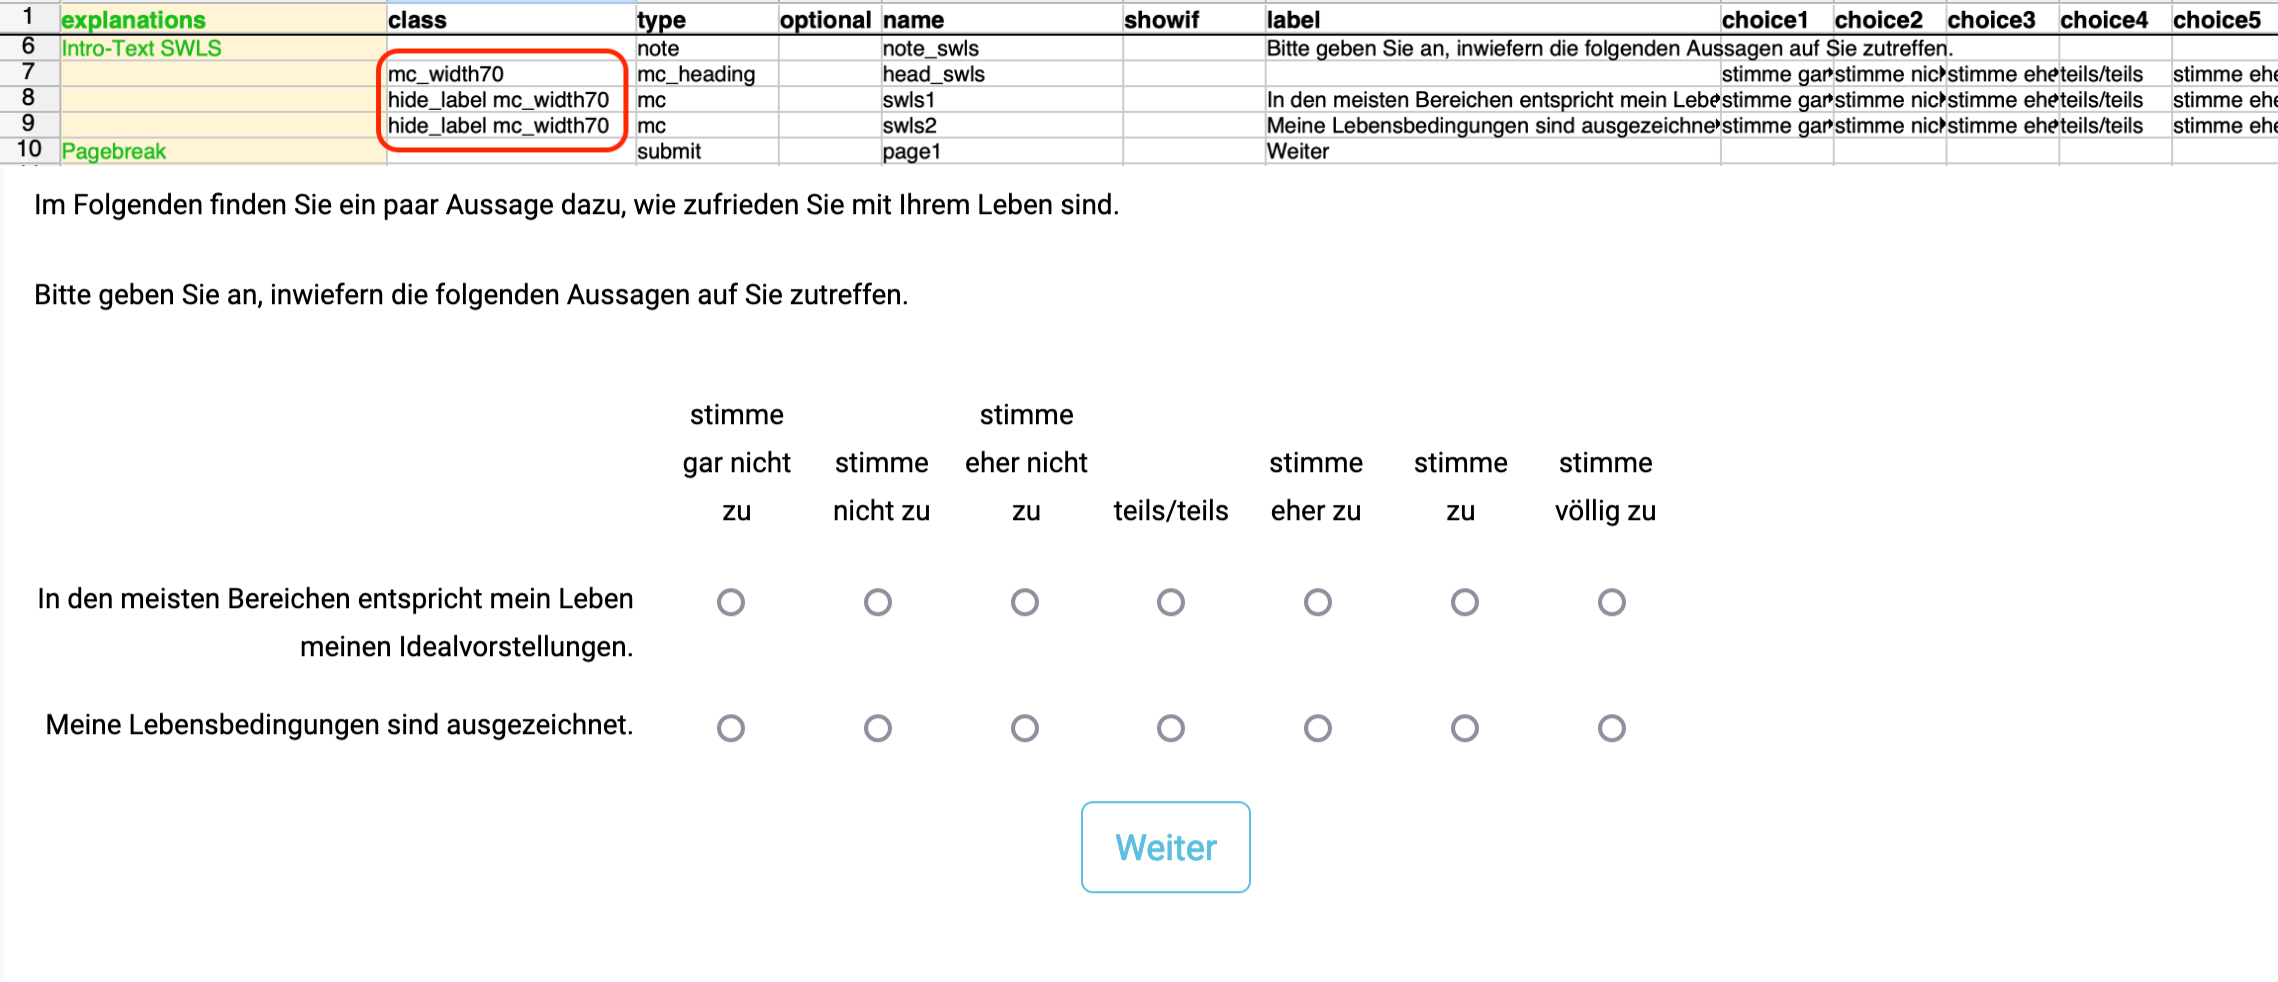 1 explanations class type optional name showif label choice1 choice2 choice3 choice4 choice5
6 Intro-Text SWLS note note_swls Bitte geben Sie an, inwiefern die folgenden Aussagen auf Sie zutreffen.
7 mc_width70 mc_heading head_swls stimme gar stimme nic stimme ehe teils/teils stimme ehe
8 hide_label mc_width70 mc swls1 In den meisten Bereichen entspricht mein Lebe stimme gar stimme nic stimme ehe teils/teils stimme ehe
9 hide_label mc_width70 mc swls2 Meine Lebensbedingungen sind ausgezeichne stimme gar stimme nic stimme ehe teils/teils stimme ehe
10 Pagebreak submit page1 Weiter
Im Folgenden finden Sie ein paar Aussage dazu, wie zufrieden Sie mit Ihrem Leben sind.
Bitte geben Sie an, inwiefern die folgenden Aussagen auf Sie zutreffen.
stimme stimme
gar nicht stimme eher nicht stimme stimme stimme
zu nicht zu zu teils/teils eher zu zu völlig zu
In den meisten Bereichen entspricht mein Leben
meinen Idealvorstellungen.
Meine Lebensbedingungen sind ausgezeichnet.
Weiter